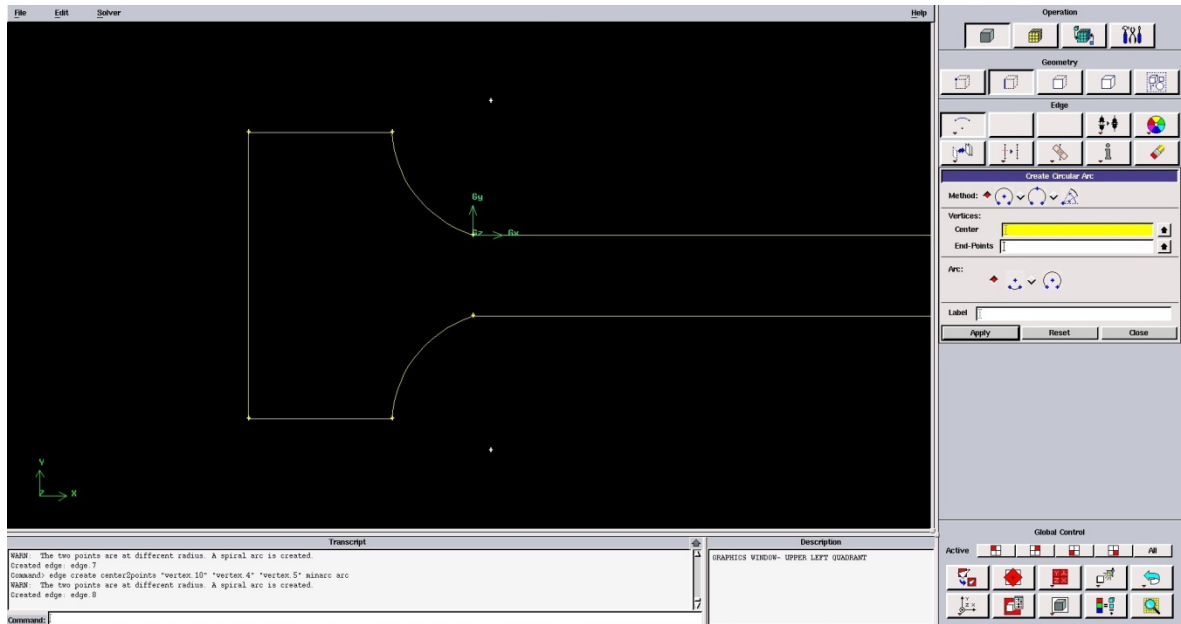 File Edit Solver Help
Operation
Geometry
Edge
Create Circular Arc
Method:
Vertices:
Center
End-Points
Arc:
Label
Apply Reset Close
Gy
Gz Gx
Y
Z X
Transcript
WARN: The two points are at different radius. A spiral arc is created.
Created edge: edge.7
Command> edge create center2points "vertex.10" "vertex.4" "vertex.5" minarc arc
WARN: The two points are at different radius. A spiral arc is created.
Created edge: edge.8
Command:
Description
GRAPHICS WINDOW- UPPER LEFT QUADRANT
Global Control
Active All